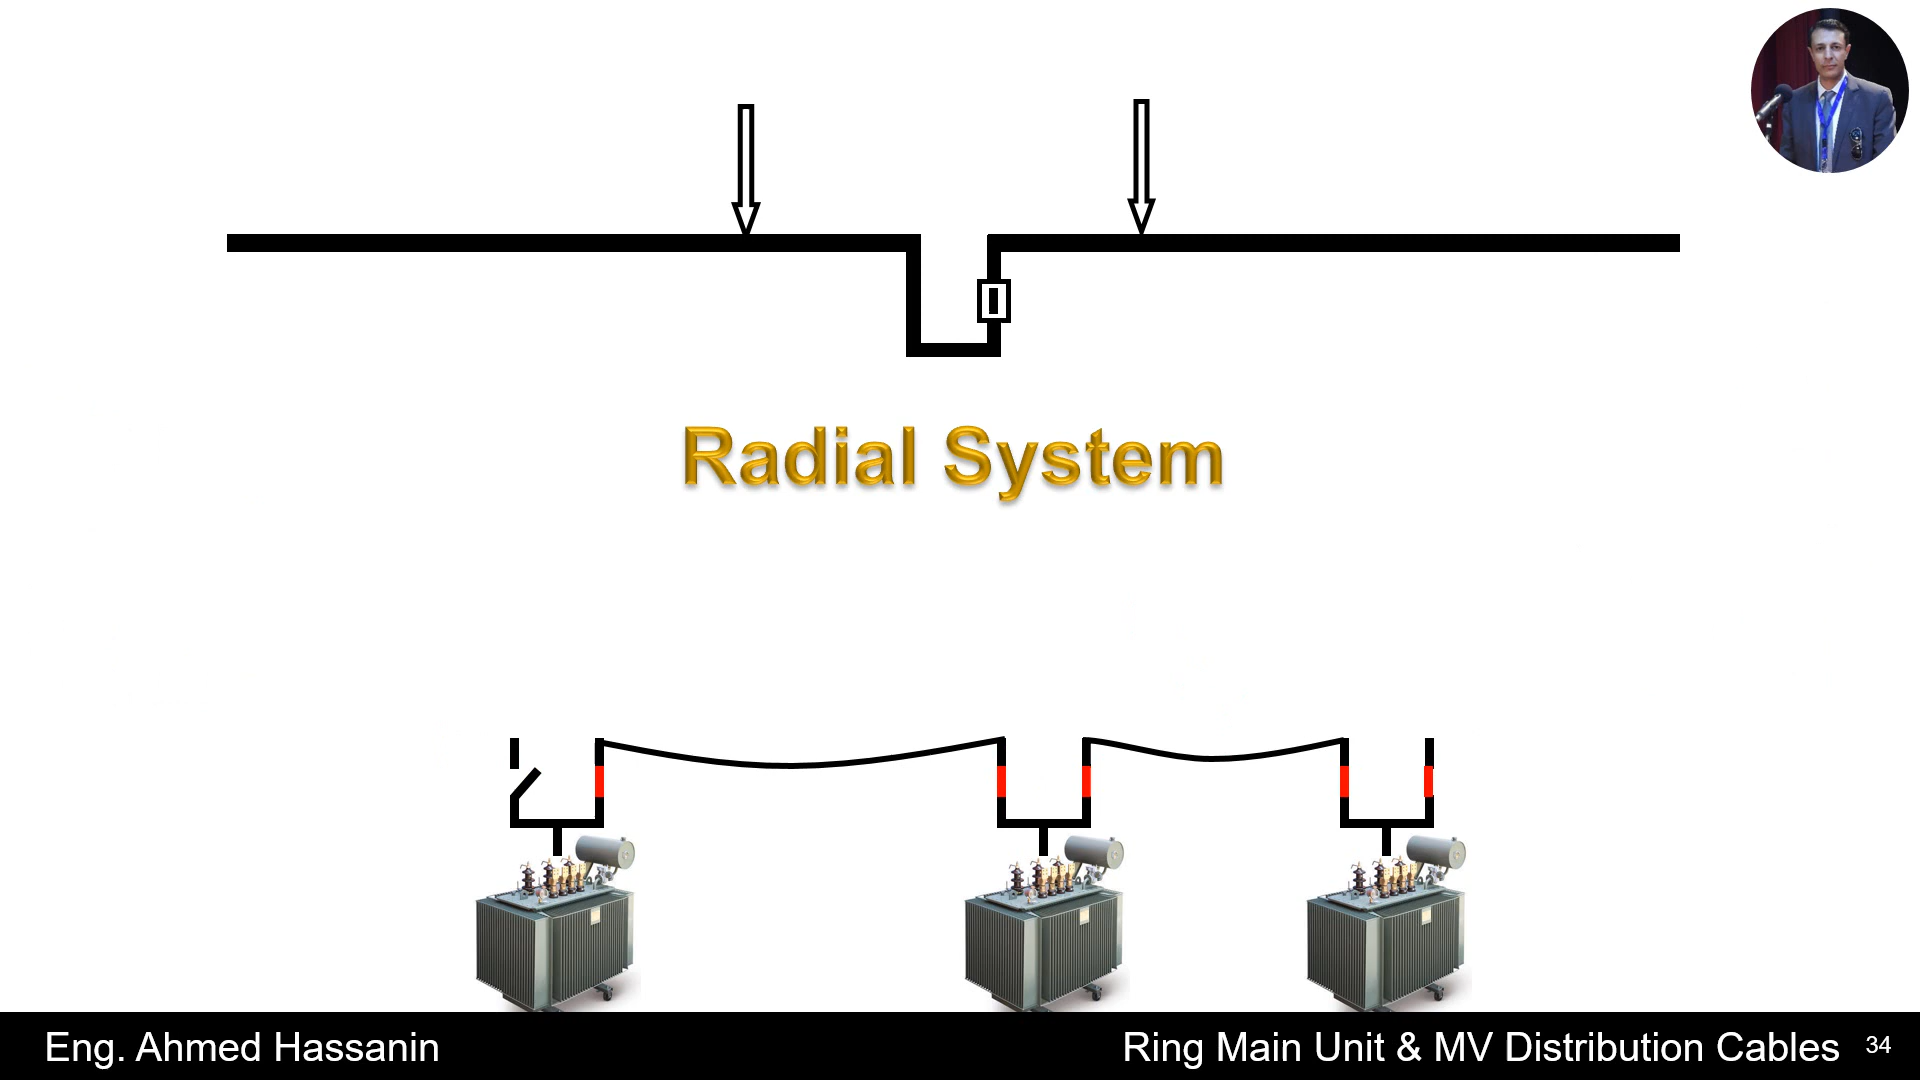 Radial System
Eng. Ahmed Hassanin
Ring Main Unit & MV Distribution Cables
34